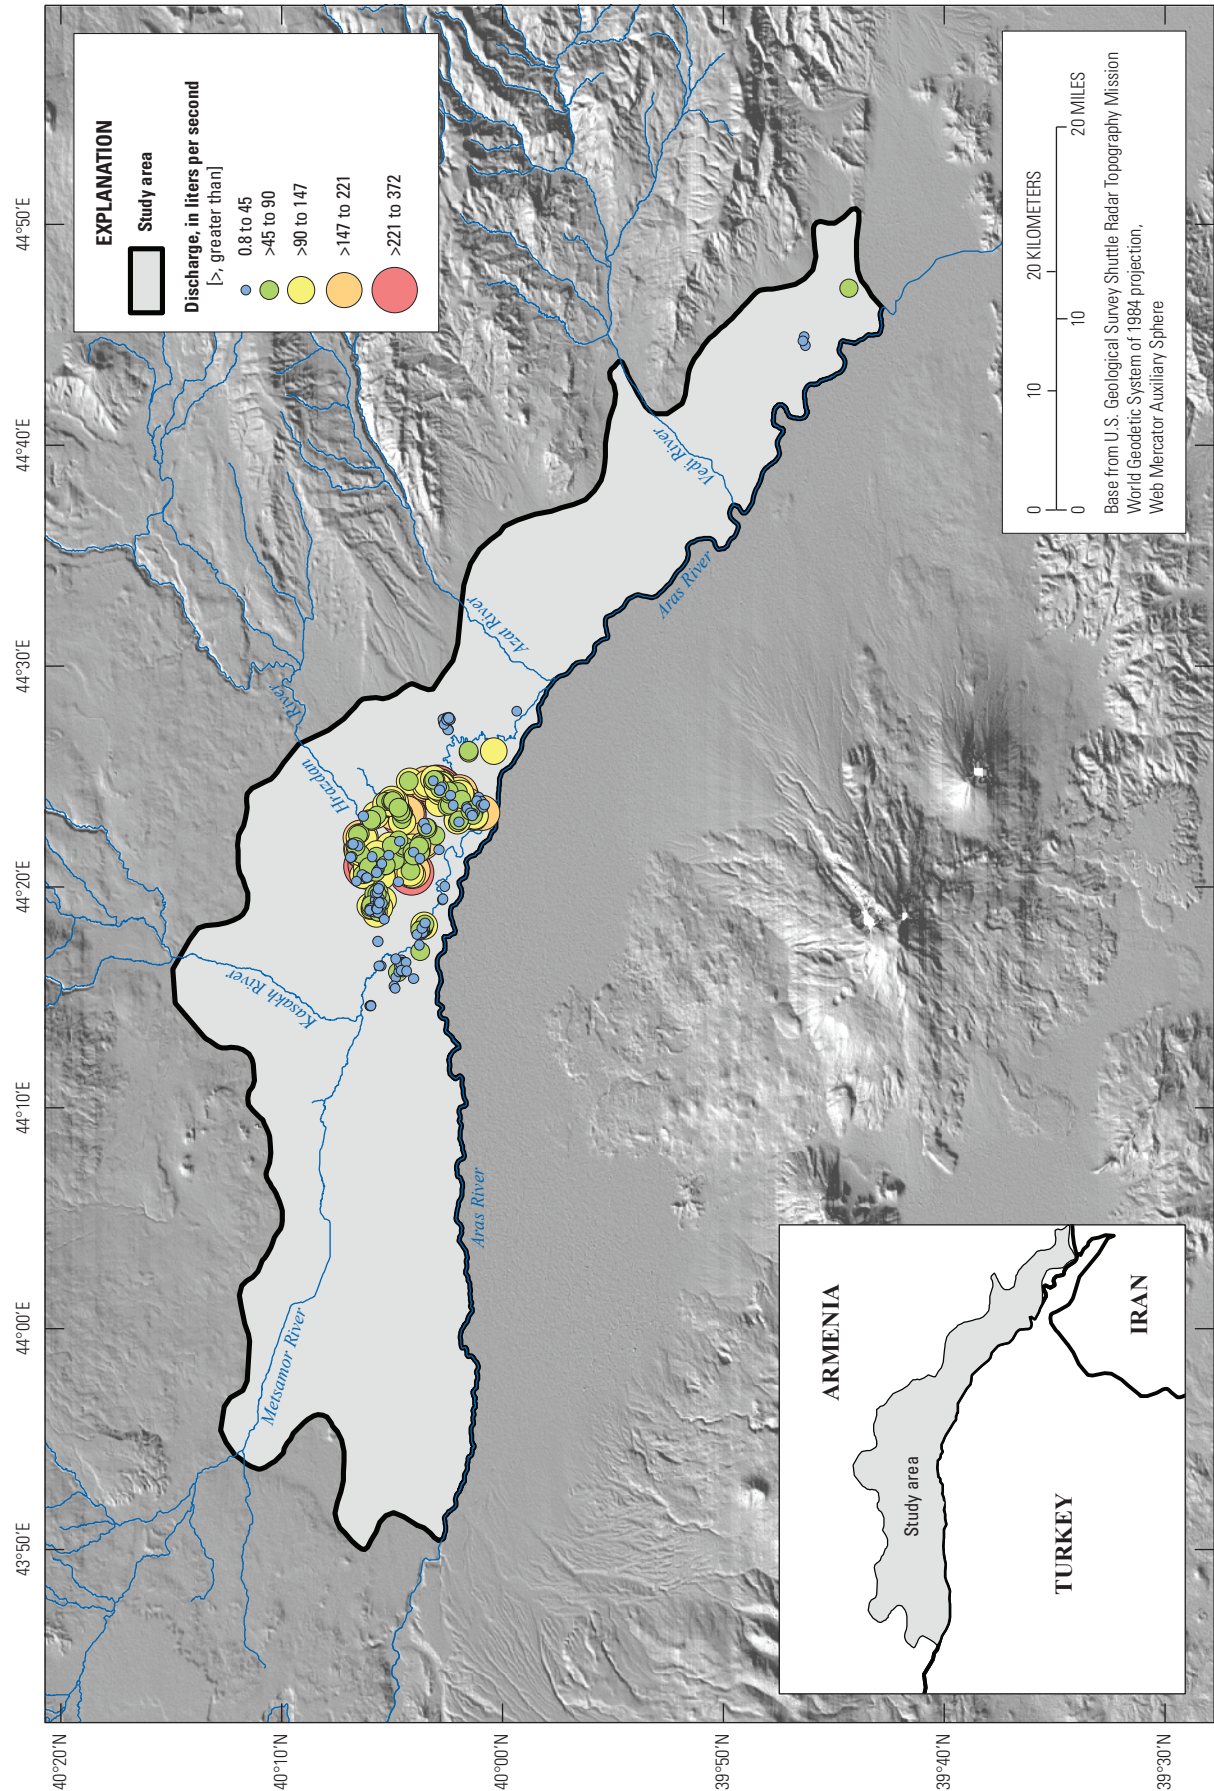 44°50'E
44°40'E
44°30'E
44°20'E
44°10'E
44°00'E
43°50'E
40°20'N
40°10'N
40°00'N
39°50'N
39°40'N
39°30'N
EXPLANATION
Study area
Discharge, in liters per second
[>, greater than]
0.8 to 45
>45 to 90
>90 to 147
>147 to 221
>221 to 372
Metsamor River
Kasakh River
Hrazdan River
Azat River
Vedi River
Aras River
Aras River
ARMENIA
Study area
TURKEY
IRAN
0 10 20 KILOMETERS
0 10 20 MILES
Base from U.S. Geological Survey Shuttle Radar Topography Mission
World Geodetic System of 1984 projection,
Web Mercator Auxiliary Sphere